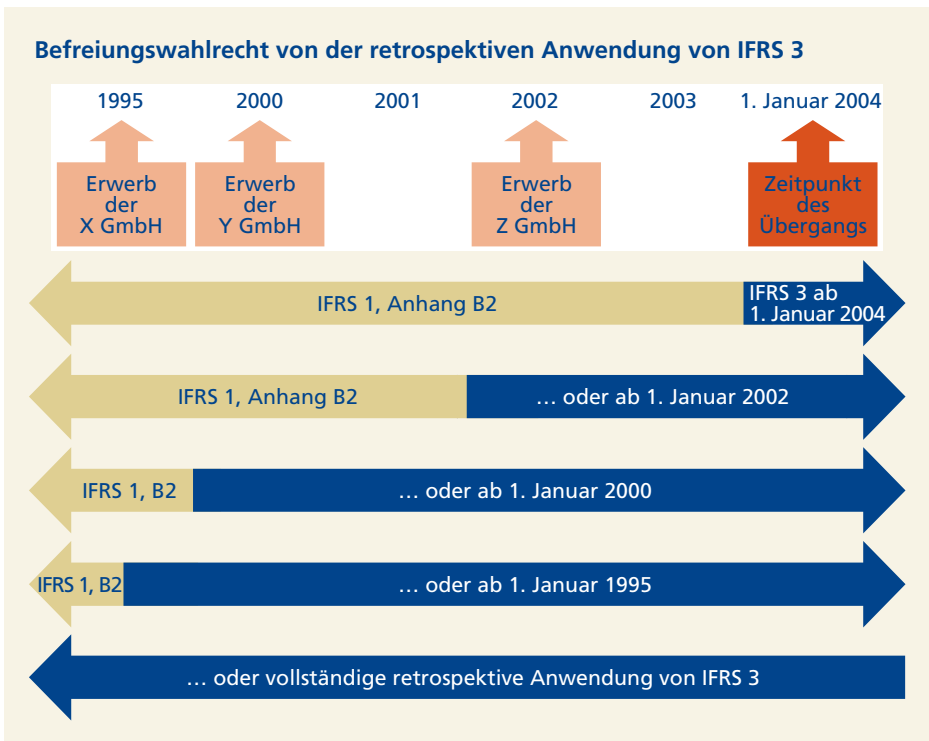 Befreiungswahlrecht von der retrospektiven Anwendung von IFRS 3
1995 2000 2001 2002 2003 1. Januar 2004
Erwerb
der
X GmbH
Erwerb
der
Y GmbH
Erwerb
der
Z GmbH
Zeitpunkt
des
Übergangs
IFRS 1, Anhang B2
IFRS 3 ab
1. Januar 2004
IFRS 1, Anhang B2
… oder ab 1. Januar 2002
IFRS 1, B2
… oder ab 1. Januar 2000
IFRS 1, B2
… oder ab 1. Januar 1995
… oder vollständige retrospektive Anwendung von IFRS 3